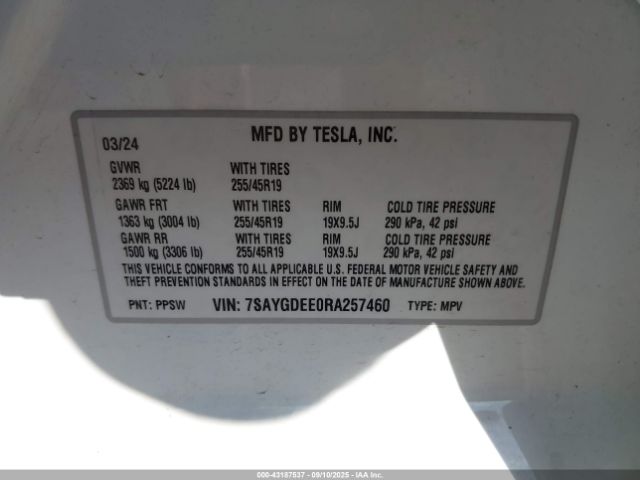 03/24 MFD BY TESLA, INC.
GVWR WITH TIRES
2369 kg (5224 lb) 255/45R19
GAWR FRT WITH TIRES RIM COLD TIRE PRESSURE
1363 kg (3004 lb) 255/45R19 19X9.5J 290 kPa, 42 psi
GAWR RR WITH TIRES RIM COLD TIRE PRESSURE
1500 kg (3306 lb) 255/45R19 19X9.5J 290 kPa, 42 psi
THIS VEHICLE CONFORMS TO ALL APPLICABLE U.S. FEDERAL MOTOR VEHICLE SAFETY AND
THEFT PREVENTION STANDARDS IN EFFECT ON THE DATE OF MANUFACTURE SHOWN ABOVE.
PNT: PPSW VIN: 7SAYGDEE0RA257460 TYPE: MPV
000-43187537 - 09/10/2025 - IAA Inc.